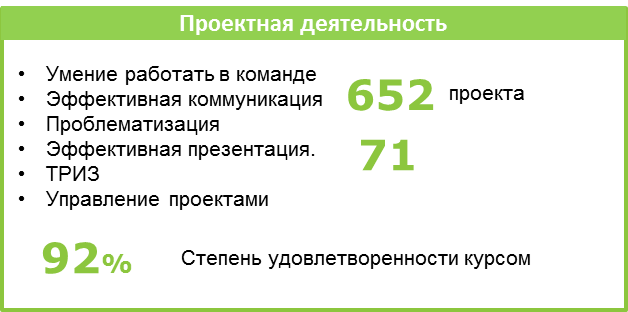 Проектная деятельность
• Умение работать в команде
• Эффективная коммуникация
• Проблематизация
• Эффективная презентация.
• ТРИЗ
• Управление проектами
652 проекта
71
92% Степень удовлетворенности курсом